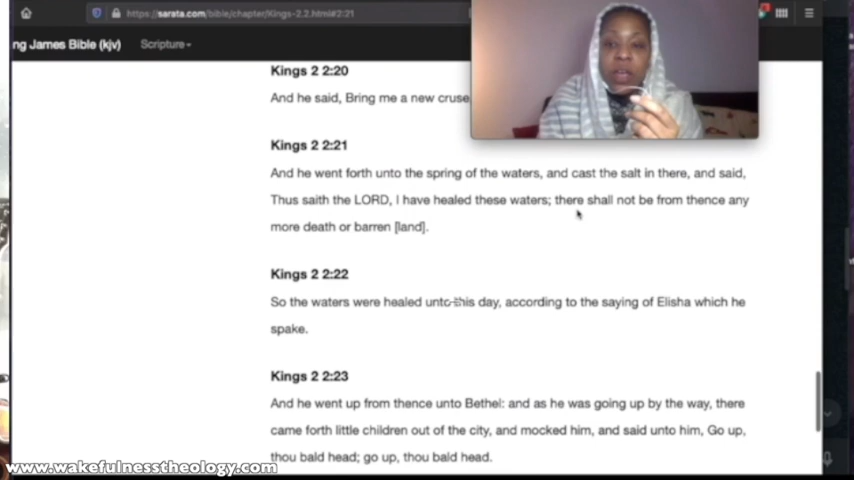 https://sarata.com/bible/chapter/Kings-2.2.html#2:21
ng James Bible (kjv) Scripture
Kings 2 2:20
And he said, Bring me a new cruse
Kings 2 2:21
And he went forth unto the spring of the waters, and cast the salt in there, and said,
Thus saith the LORD, I have healed these waters; there shall not be from thence any
more death or barren [land].
Kings 2 2:22
So the waters were healed unto this day, according to the saying of Elisha which he
spake.
Kings 2 2:23
And he went up from thence unto Bethel: and as he was going up by the way, there
came forth little children out of the city, and mocked him, and said unto him, Go up,
thou bald head; go up, thou bald head.
www.wakefulnesstheology.com